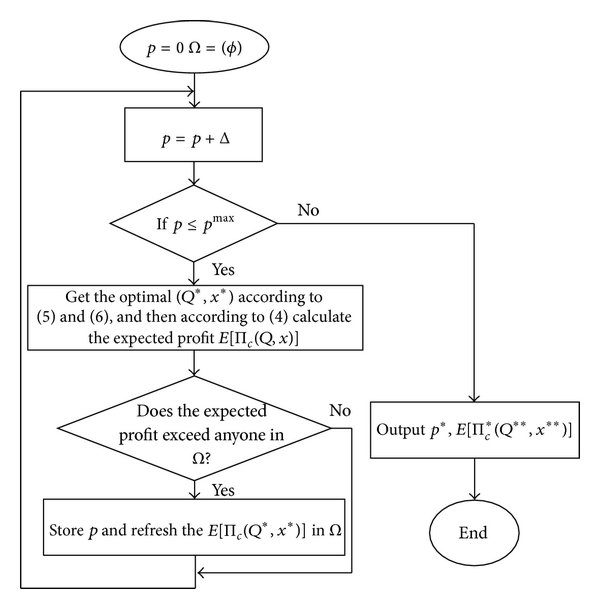 p = 0 Ω = (ϕ)
p = p + Δ
If p ≤ p^max
No
Yes
Get the optimal (Q*, x*) according to
(5) and (6), and then according to (4) calculate
the expected profit E[Π_c(Q, x)]
Does the expected
profit exceed anyone in
Ω?
No
Yes
Store p and refresh the E[Π_c(Q*, x*)] in Ω
Output p*, E[Π_c*(Q**, x**)]
End